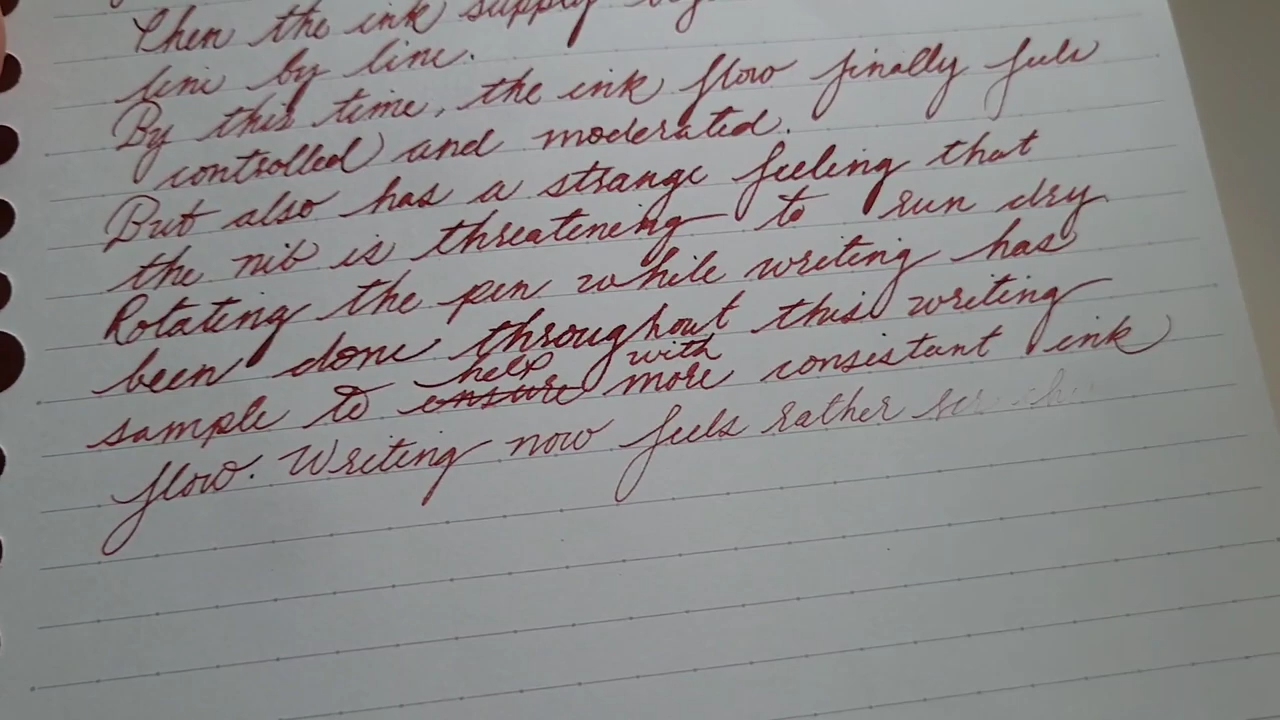 Then the ink supply
line by line.
By this time, the ink flow finally feels
controlled and moderated.
But also has a strange feeling that
the nib is threatening to run dry
Rotating the pen while writing has
been done throughout this writing
help with
sample to ensure more consistant ink
flow. Writing now feels rather